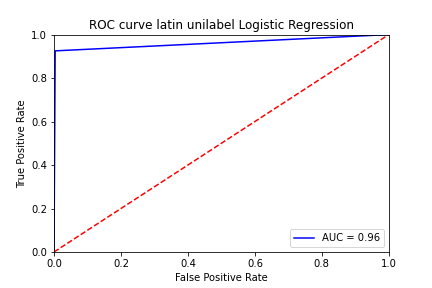 ROC curve latin unilabel Logistic Regression
1.0
0.8
0.6
0.4
0.2
0.0
True Positive Rate
AUC = 0.96
0.0 0.2 0.4 0.6 0.8 1.0
False Positive Rate